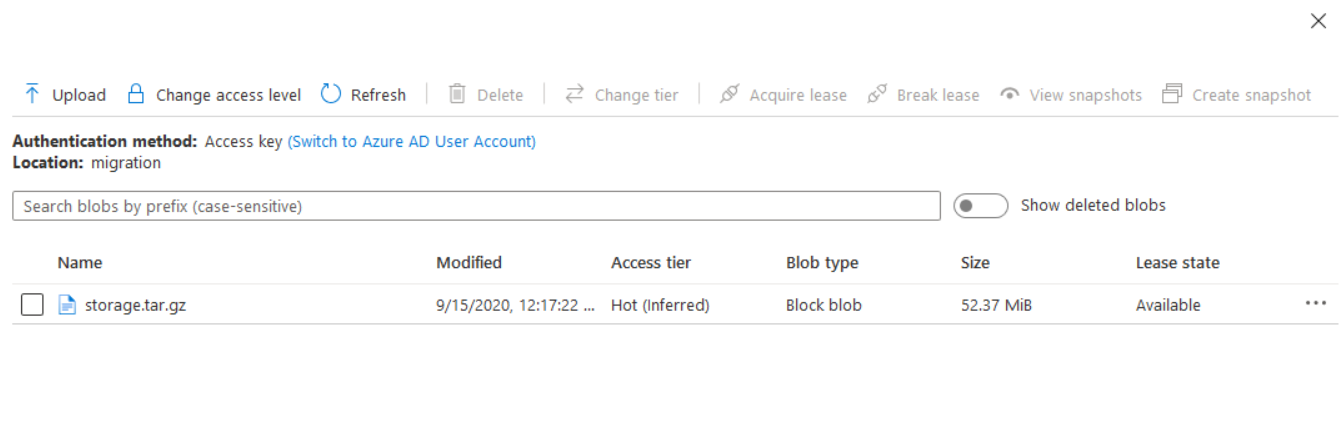 Upload Change access level Refresh Delete Change tier Acquire lease Break lease View snapshots Create snapshot
Authentication method: Access key (Switch to Azure AD User Account)
Location: migration
Search blobs by prefix (case-sensitive) Show deleted blobs
Name Modified Access tier Blob type Size Lease state
storage.tar.gz 9/15/2020, 12:17:22 ... Hot (Inferred) Block blob 52.37 MiB Available